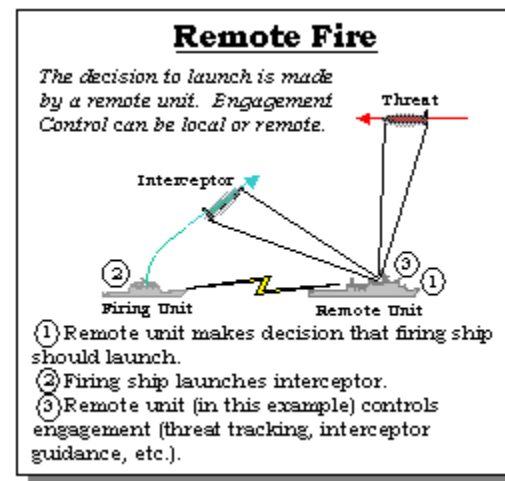 Remote Fire
The decision to launch is made
by a remote unit. Engagement
Control can be local or remote.
Threat
Interceptor
2
3
1
Firing Unit
Remote Unit
1 Remote unit makes decision that firing ship
should launch.
2 Firing ship launches interceptor.
3 Remote unit (in this example) controls
engagement (threat tracking, interceptor
guidance, etc.).